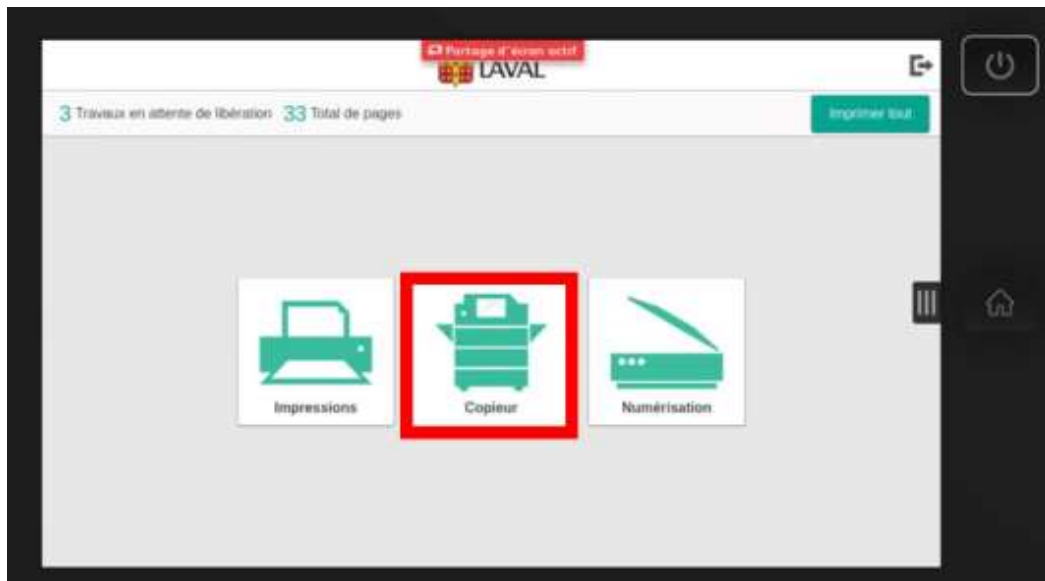 Partage d'écran actif
LAVAL
3 Travaux en attente de libération 33 Total de pages
Imprimer tout
Impressions
Copieur
Numérisation